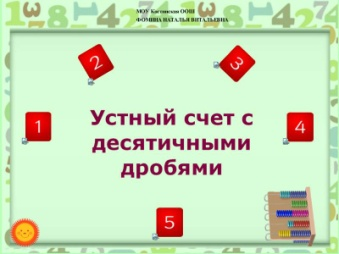 МОУ Костинская ООШ
ФОМИНА НАТАЛЬЯ ВИТАЛЬЕВНА
2
3
1
Устный счет с
десятичными
дробями
4
5